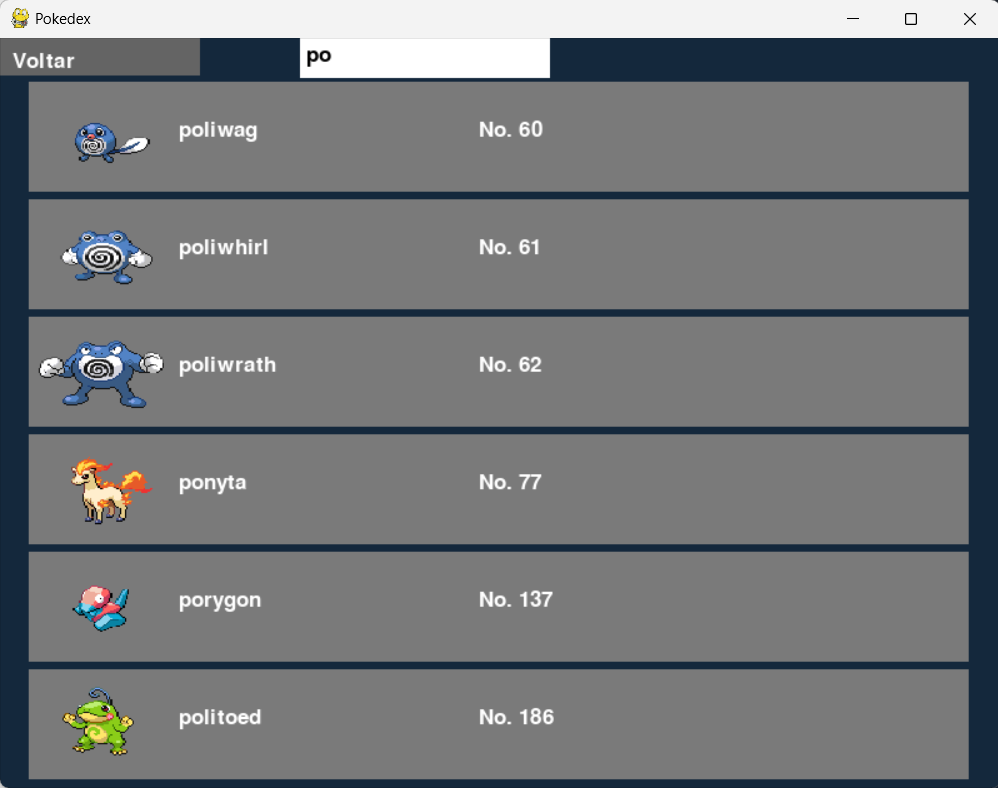 Pokedex
Voltar
po
poliwag No. 60
poliwhirl No. 61
poliwrath No. 62
ponyta No. 77
porygon No. 137
politoed No. 186